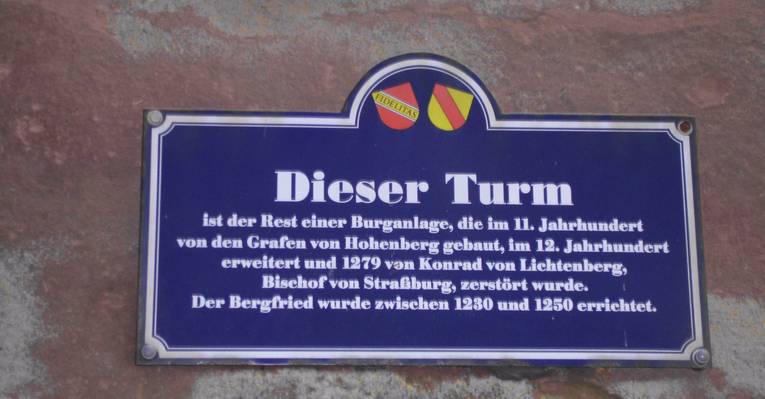 FIDELITAS
Dieser Turm
ist der Rest einer Burganlage, die im 11. Jahrhundert
von den Grafen von Hohenberg gebaut, im 12. Jahrhundert
erweitert und 1279 von Konrad von Lichtenberg,
Bischof von Straßburg, zerstört wurde.
Der Bergfried wurde zwischen 1230 und 1250 errichtet.